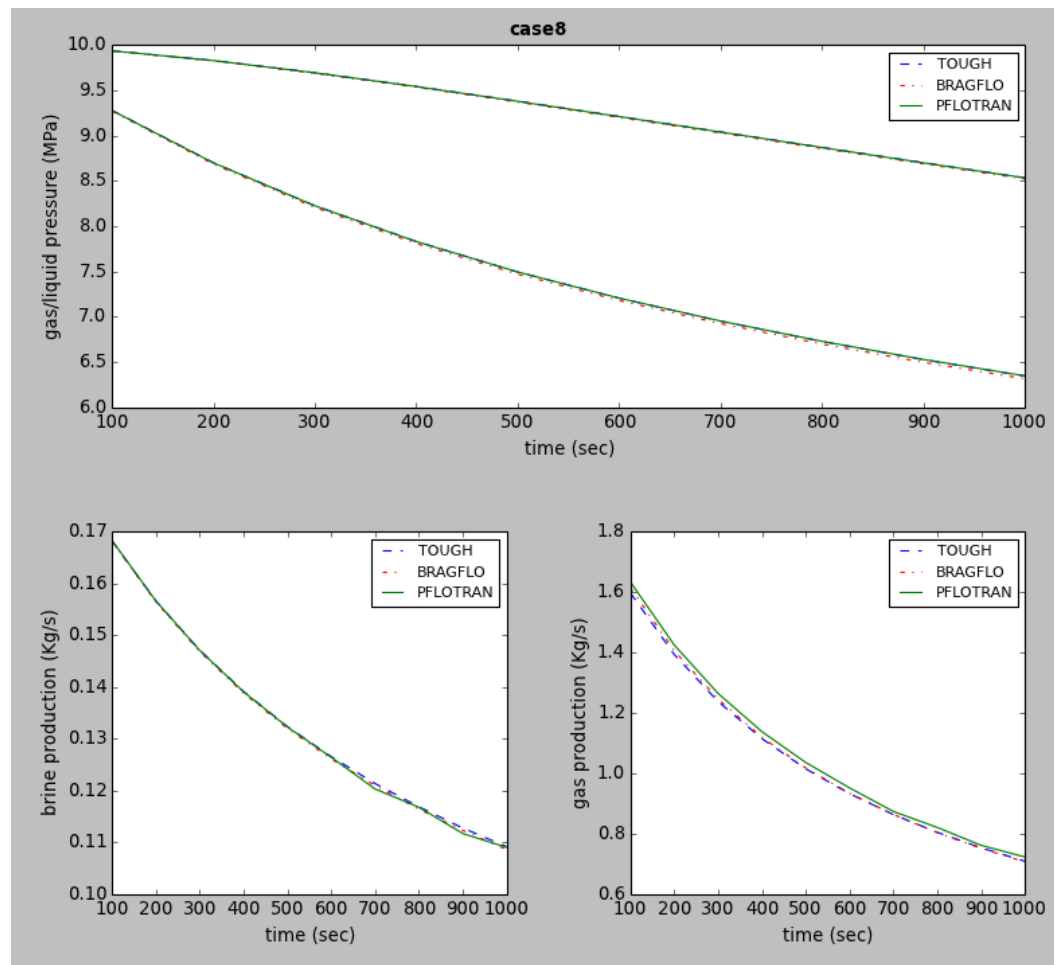 case8
10.0
9.5
9.0
8.5
8.0
7.5
7.0
6.5
6.0
gas/liquid pressure (MPa)
TOUGH
BRAGFLO
PFLOTRAN
100 200 300 400 500 600 700 800 900 1000
time (sec)
0.17
0.16
0.15
0.14
0.13
0.12
0.11
0.10
brine production (Kg/s)
TOUGH
BRAGFLO
PFLOTRAN
100 200 300 400 500 600 700 800 900 1000
time (sec)
1.8
1.6
1.4
1.2
1.0
0.8
0.6
gas production (Kg/s)
TOUGH
BRAGFLO
PFLOTRAN
100 200 300 400 500 600 700 800 900 1000
time (sec)